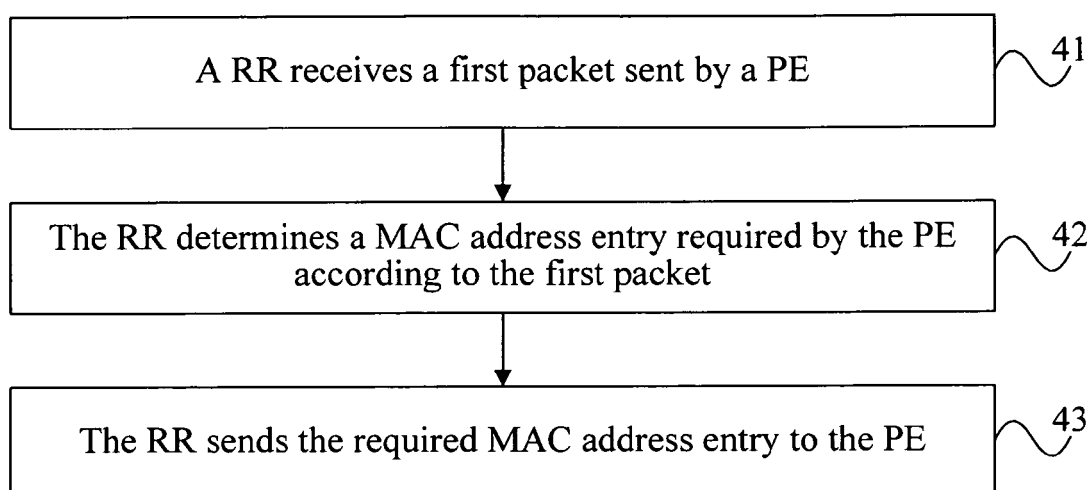 A RR receives a first packet sent by a PE
41
The RR determines a MAC address entry required by the PE
according to the first packet
42
The RR sends the required MAC address entry to the PE
43